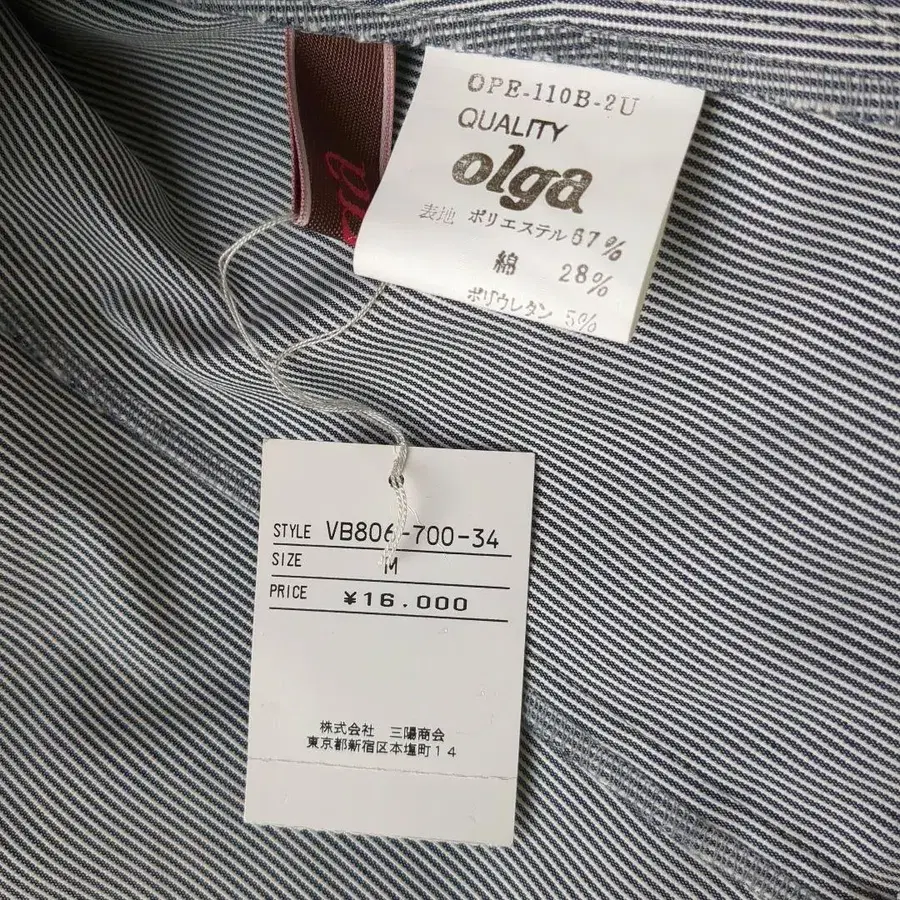 OPE-110B-2U
QUALITY
olga
表地 ポリエステル 67%
綿 28%
ポリウレタン 5%
STYLE VB806-700-34
SIZE M
PRICE ¥16.000
株式会社 三陽商会
東京都新宿区本塩町14